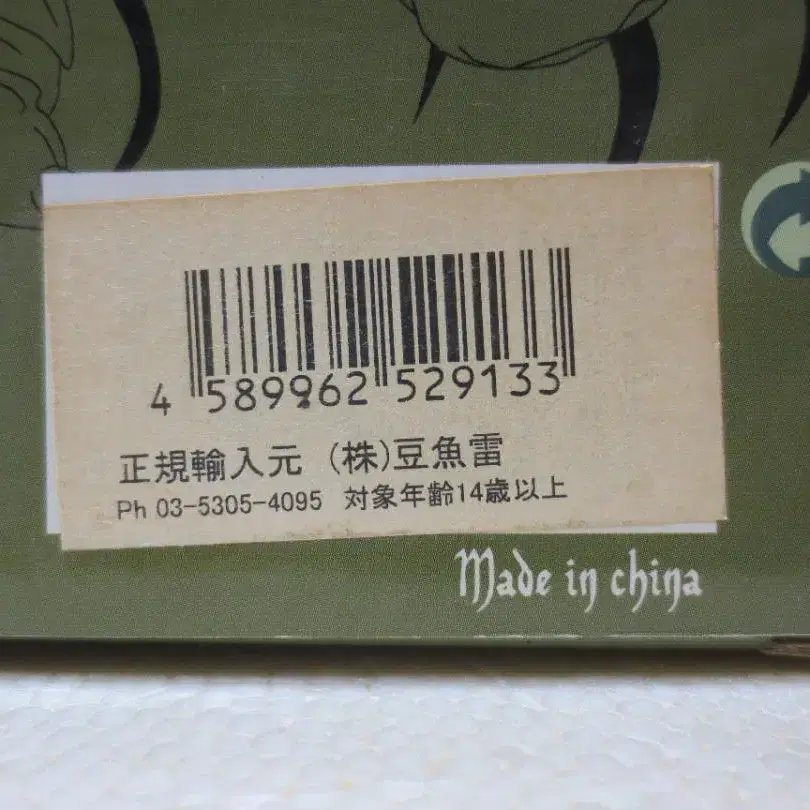 4 589962 529133
正規輸入元 (株)豆魚雷
Ph 03-5305-4095 対象年齢14歳以上
Made in china